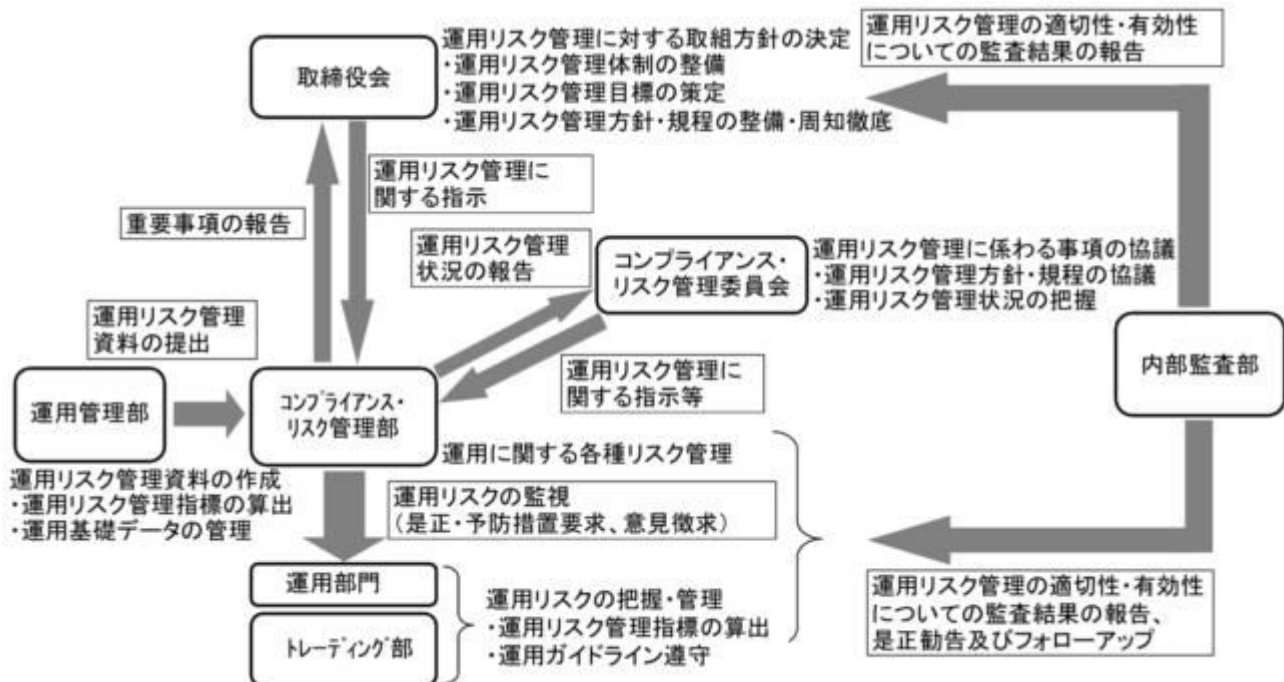 取締役会
運用リスク管理に対する取組方針の決定
・運用リスク管理体制の整備
・運用リスク管理目標の策定
・運用リスク管理方針・規程の整備・周知徹底
運用リスク管理の適切性・有効性
についての監査結果の報告
運用リスク管理に
関する指示
重要事項の報告
運用リスク管理
状況の報告
コンプライアンス・
リスク管理委員会
運用リスク管理に係わる事項の協議
・運用リスク管理方針・規程の協議
・運用リスク管理状況の把握
運用リスク管理
資料の提出
運用リスク管理に
関する指示等
内部監査部
運用管理部
コンプライアンス・
リスク管理部
運用に関する各種リスク管理
運用リスク管理資料の作成
・運用リスク管理指標の算出
・運用基礎データの管理
運用リスクの監視
（是正・予防措置要求、意見徴求）
運用部門
トレーディング部
運用リスクの把握・管理
・運用リスク管理指標の算出
・運用ガイドライン遵守
運用リスク管理の適切性・有効性
についての監査結果の報告、
是正勧告及びフォローアップ